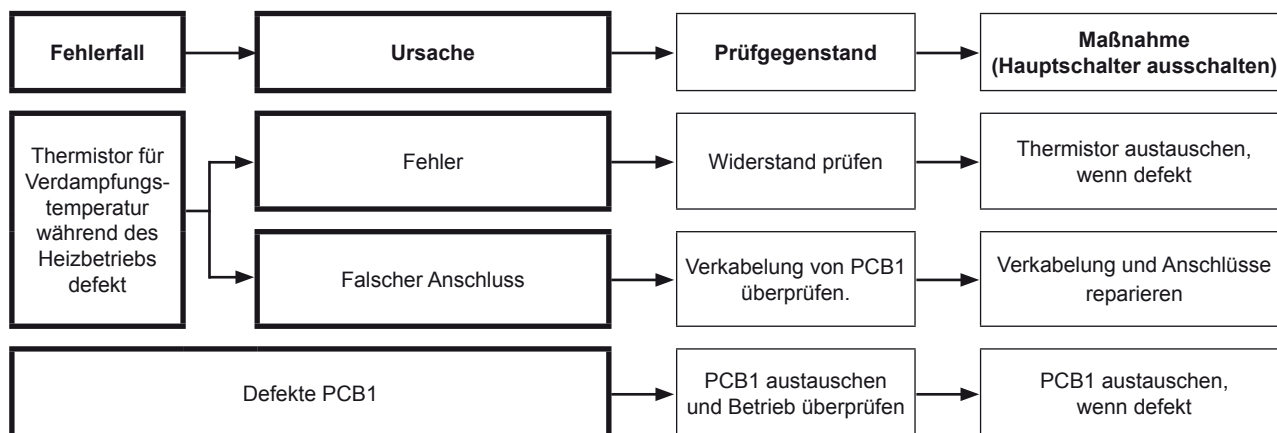 Fehlerfall
Ursache
Prüfgegenstand
Maßnahme
(Hauptschalter ausschalten)
Thermistor für
Verdampfungs-
temperatur
während des
Heizbetriebs
defekt
Fehler
Widerstand prüfen
Thermistor austauschen,
wenn defekt
Falscher Anschluss
Verkabelung von PCB1
überprüfen.
Verkabelung und Anschlüsse
reparieren
Defekte PCB1
PCB1 austauschen
und Betrieb überprüfen
PCB1 austauschen,
wenn defekt